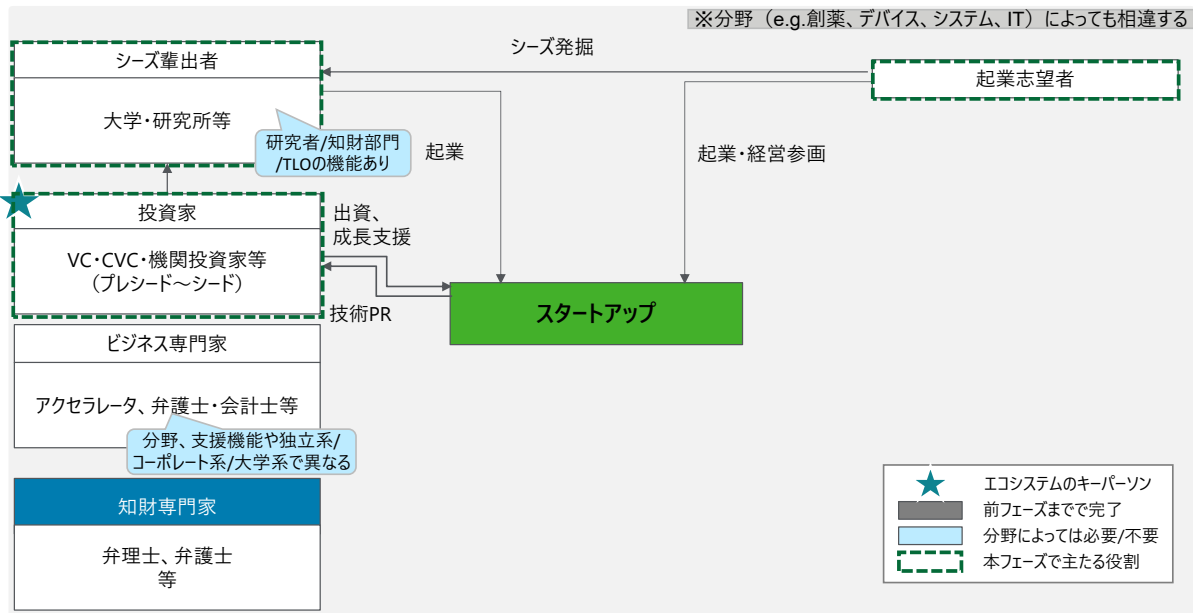 ※分野（e.g.創薬、デバイス、システム、IT）によっても相違する
シーズ輩出者
大学・研究所等
研究者/知財部門
/TLOの機能あり
シーズ発掘
起業志望者
起業
起業・経営参画
投資家
VC・CVC・機関投資家等
（プレシード～シード）
出資、
成長支援
技術PR
スタートアップ
ビジネス専門家
アクセラレータ、弁護士・会計士等
分野、支援機能や独立系/
コーポレート系/大学系で異なる
知財専門家
弁理士、弁護士
等
エコシステムのキーパーソン
前フェーズまでで完了
分野によっては必要/不要
本フェーズで主たる役割